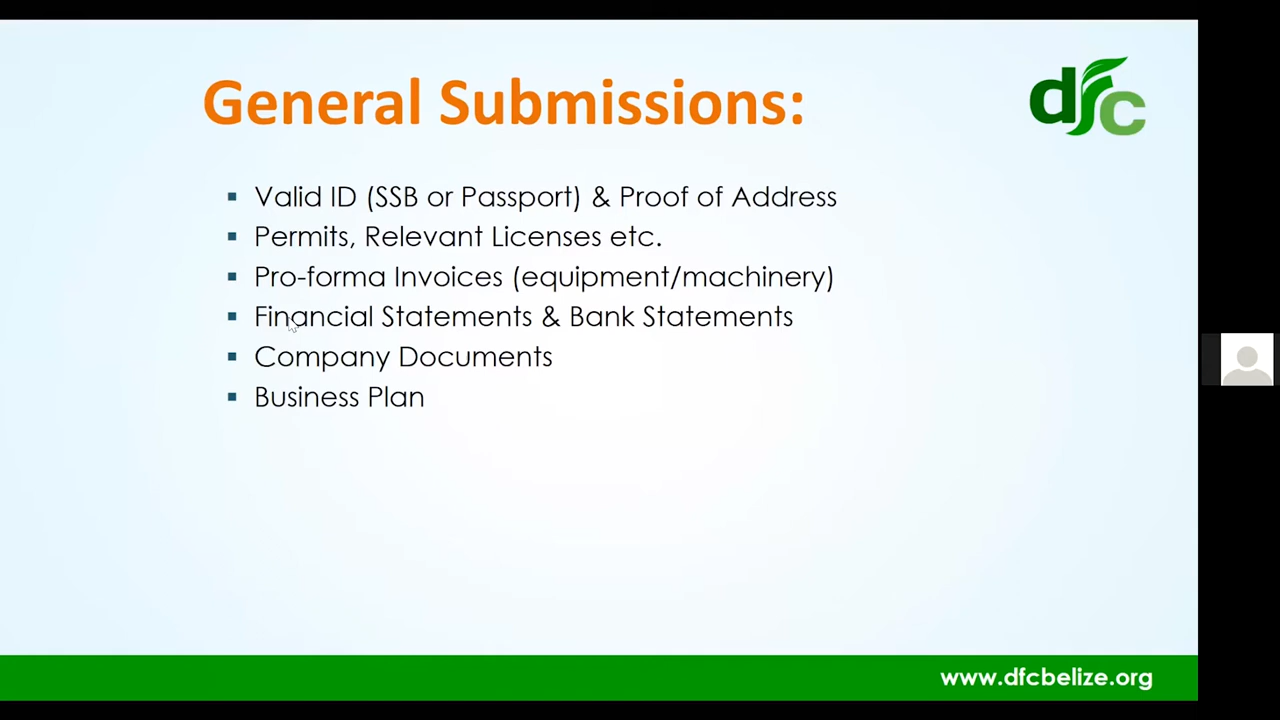 General Submissions:
dfc
Valid ID (SSB or Passport) & Proof of Address
Permits, Relevant Licenses etc.
Pro-forma Invoices (equipment/machinery)
Financial Statements & Bank Statements
Company Documents
Business Plan
www.dfcbelize.org